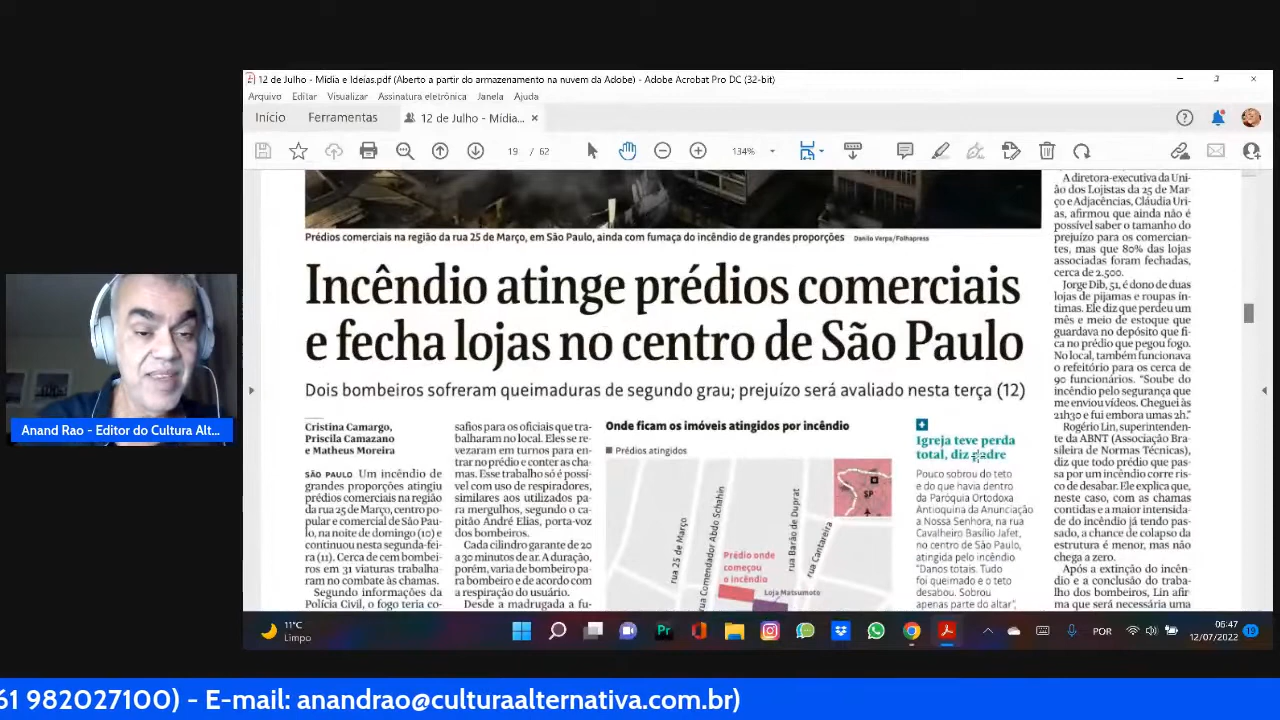 12 de Julho - Mídia e Ideias.pdf (Aberto a partir do armazenamento na nuvem da Adobe) - Adobe Acrobat Pro DC (32-bit)
Arquivo Editar Visualizar Assinatura eletrônica Janela Ajuda
Início Ferramentas 12 de Julho - Mídia... ×
19 / 62 134%
Prédios comerciais na região da rua 25 de Março, em São Paulo, ainda com fumaça do incêndio de grandes proporções Danilo Verpa/Folhapress
Incêndio atinge prédios comerciais
e fecha lojas no centro de São Paulo
Dois bombeiros sofreram queimaduras de segundo grau; prejuízo será avaliado nesta terça (12)
Cristina Camargo,
Priscila Camazano
e Matheus Moreira
SÃO PAULO Um incêndio de
grandes proporções atingiu
prédios comerciais na região
da rua 25 de Março, centro po-
pular e comercial de São Pau-
lo, na noite de domingo (10) e
continuou nesta segunda-fei-
ra (11). Cerca de cem bombei-
ros em 31 viaturas trabalha-
ram no combate às chamas.
Segundo informações da
Polícia Civil, o fogo teria co-
safios para os oficiais que tra-
balharam no local. Eles se re-
vezaram em turnos para en-
trar no prédio e conter as cha-
mas. Esse trabalho só é possí-
vel com o uso de respiradores,
similares aos utilizados pa-
ra mergulhos, segundo o ca-
pitão André Elias, porta-voz
dos bombeiros.
Cada cilindro garante de 20
a 30 minutos de ar. A duração,
porém, varia de bombeiro pa-
ra bombeiro e de acordo com
a respiração do usuário.
Desde a madrugada a fu-
Onde ficam os imóveis atingidos por incêndio
Prédios atingidos
SP
rua 25 de Março
rua Comendador Abdo Schahin
rua Barão de Duprat
rua Cantareira
Prédio onde
começou
o incêndio
Loja Matsumoto
Igreja teve perda
total, diz padre
Pouco sobrou do teto
e do que havia dentro
da Paróquia Ortodoxa
Antioquina da Anunciação
a Nossa Senhora, na rua
Cavalheiro Basílio Jafet,
no centro de São Paulo,
atingida pelo incêndio
"Danos totais. Tudo
foi queimado e o teto
desabou. Sobrou
apenas parte do altar",
A diretora-executiva da Uni-
ão dos Lojistas da 25 de Mar-
ço e Adjacências, Cláudia Uri-
as, afirmou que ainda não é
possível saber o tamanho do
prejuízo para os comercian-
tes, mas que 80% das lojas
associadas foram fechadas,
cerca de 2.500.
Jorge Dib, 51, é dono de duas
lojas de pijamas e roupas ín-
timas. Ele diz que perdeu um
mês e meio de estoque que
guardava no depósito que fi-
ca no prédio que pegou fogo.
No local, também funcionava
o refeitório para os cerca de
90 funcionários. "Soube do
incêndio pelo segurança que
me enviou vídeos. Cheguei às
21h30 e fui embora umas 2h."
Rogério Lin, superintenden-
te da ABNT (Associação Bra-
sileira de Normas Técnicas),
diz que todo prédio que pas-
sa por um incêndio corre ris-
co de desabar. Ele explica que,
neste caso, com as chamas
contidas e a maior intensida-
de do incêndio já tendo pas-
sado, a chance de colapso da
estrutura é menor, mas não
chega a zero.
Após a extinção do incên-
dio e a conclusão do traba-
lho dos bombeiros, Lin afir-
ma que será necessária uma
Anand Rao - Editor do Cultura Alt...
11°C
Limpo
Pr
POR
06:47
12/07/2022
19
61 982027100) - E-mail: anandrao@culturaalternativa.com.br)